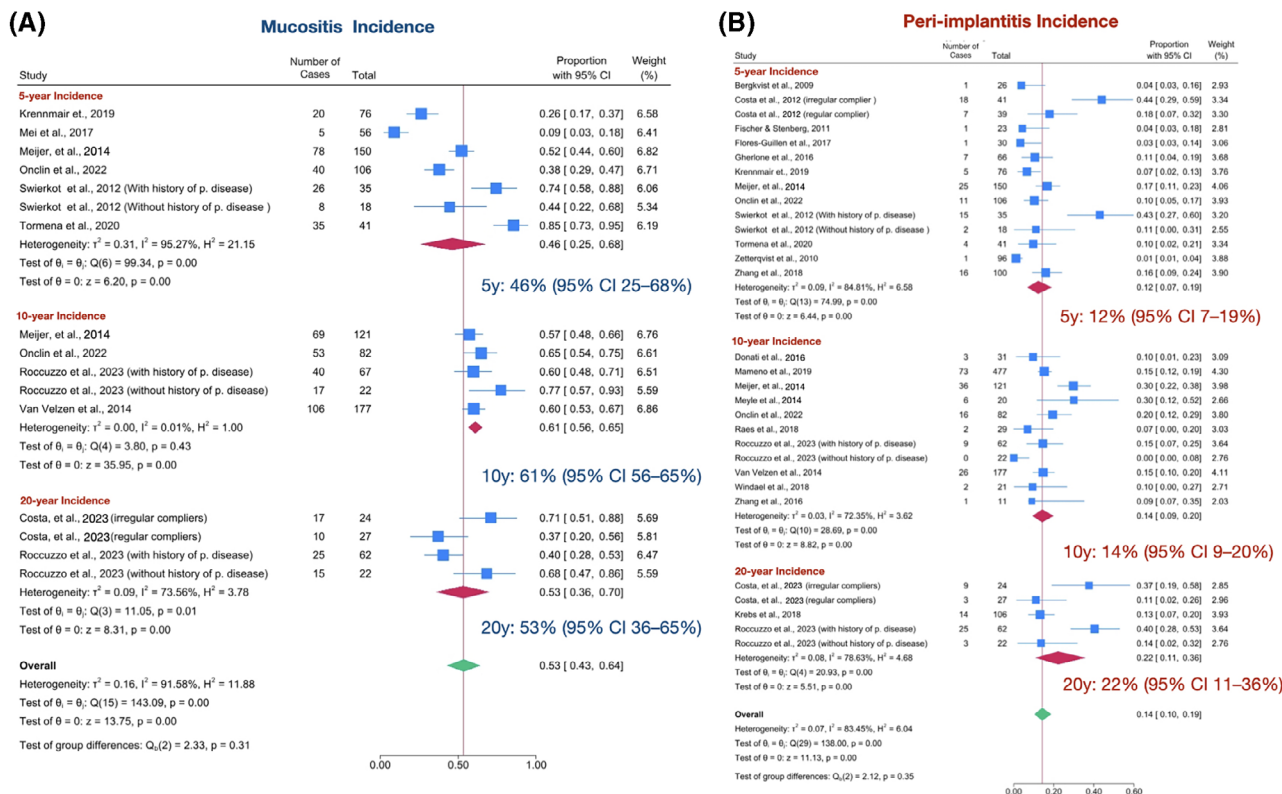 (A)
Mucositis Incidence
Number of Cases Total Proportion with 95% CI Weight (%)
Study
5-year Incidence
Krennmair et., 2019 20 76 0.26 [ 0.17, 0.37] 6.58
Mei et al., 2017 5 56 0.09 [ 0.03, 0.18] 6.41
Meijer, et al., 2014 78 150 0.52 [ 0.44, 0.60] 6.82
Onclin et al., 2022 40 106 0.38 [ 0.29, 0.47] 6.71
Swierkot et al., 2012 (With history of p. disease) 26 35 0.74 [ 0.58, 0.88] 6.06
Swierkot et al., 2012 (Without history of p. disease ) 8 18 0.44 [ 0.22, 0.68] 5.34
Tormena et al., 2020 35 41 0.85 [ 0.73, 0.95] 6.19
Heterogeneity: τ² = 0.31, I² = 95.27%, H² = 21.15 0.46 [ 0.25, 0.68]
Test of θᵢ = θⱼ: Q(6) = 99.34, p = 0.00
Test of θ = 0: z = 6.20, p = 0.00
5y: 46% (95% CI 25–68%)
10-year Incidence
Meijer, et al., 2014 69 121 0.57 [ 0.48, 0.66] 6.76
Onclin et al., 2022 53 82 0.65 [ 0.54, 0.75] 6.61
Roccuzzo et al., 2023 (with history of p. disease) 40 67 0.60 [ 0.48, 0.71] 6.51
Roccuzzo et al., 2023 (without history of p. disease) 17 22 0.77 [ 0.57, 0.93] 5.59
Van Velzen et al., 2014 106 177 0.60 [ 0.53, 0.67] 6.86
Heterogeneity: τ² = 0.00, I² = 0.01%, H² = 1.00 0.61 [ 0.56, 0.65]
Test of θᵢ = θⱼ: Q(4) = 3.80, p = 0.43
Test of θ = 0: z = 35.95, p = 0.00
10y: 61% (95% CI 56–65%)
20-year Incidence
Costa, et al., 2023 (irregular compliers) 17 24 0.71 [ 0.51, 0.88] 5.69
Costa, et al., 2023 (regular compliers) 10 27 0.37 [ 0.20, 0.56] 5.81
Roccuzzo et al., 2023 (with history of p. disease) 25 62 0.40 [ 0.28, 0.53] 6.47
Roccuzzo et al., 2023 (without history of p. disease) 15 22 0.68 [ 0.47, 0.86] 5.59
Heterogeneity: τ² = 0.09, I² = 73.56%, H² = 3.78 0.53 [ 0.36, 0.70]
Test of θᵢ = θⱼ: Q(3) = 11.05, p = 0.01
Test of θ = 0: z = 8.31, p = 0.00
20y: 53% (95% CI 36–65%)
Overall 0.53 [ 0.43, 0.64]
Heterogeneity: τ² = 0.16, I² = 91.58%, H² = 11.88
Test of θᵢ = θⱼ: Q(15) = 143.09, p = 0.00
Test of θ = 0: z = 13.75, p = 0.00
Test of group differences: Q_b(2) = 2.33, p = 0.31
0.00 0.50 1.00
(B)
Peri-implantitis Incidence
Number of Cases Total Proportion with 95% CI Weight (%)
Study
5-year Incidence
Bergkvist et al., 2009 1 26 0.04 [ 0.03, 0.16] 2.93
Costa et al., 2012 (irregular complier ) 18 41 0.44 [ 0.29, 0.59] 3.34
Costa et al., 2012 (regular complier) 7 39 0.18 [ 0.07, 0.32] 3.30
Fischer & Stenberg, 2011 1 23 0.04 [ 0.03, 0.18] 2.81
Flores-Guillen et al., 2017 1 30 0.03 [ 0.03, 0.14] 3.06
Gherlone et al., 2016 7 66 0.11 [ 0.04, 0.19] 3.68
Krennmair et al., 2019 5 76 0.07 [ 0.02, 0.13] 3.76
Meijer, et al., 2014 25 150 0.17 [ 0.11, 0.23] 4.06
Onclin et al., 2022 11 106 0.10 [ 0.05, 0.17] 3.93
Swierkot et al., 2012 (With history of p. disease) 15 35 0.43 [ 0.27, 0.60] 3.20
Swierkot et al., 2012 (Without history of p. disease ) 2 18 0.11 [ 0.00, 0.31] 2.55
Tormena et al., 2020 4 41 0.10 [ 0.02, 0.21] 3.34
Zetterqvist et al., 2010 1 96 0.01 [ 0.01, 0.04] 3.88
Zhang et al., 2018 16 100 0.16 [ 0.09, 0.24] 3.90
Heterogeneity: τ² = 0.09, I² = 84.81%, H² = 6.58 0.12 [ 0.07, 0.19]
Test of θᵢ = θⱼ: Q(13) = 74.99, p = 0.00
Test of θ = 0: z = 6.44, p = 0.00
5y: 12% (95% CI 7–19%)
10-year Incidence
Donati et al., 2016 3 31 0.10 [ 0.01, 0.23] 3.09
Mameno et al., 2019 73 477 0.15 [ 0.12, 0.19] 4.30
Meijer, et al., 2014 36 121 0.30 [ 0.22, 0.38] 3.98
Meyle et al., 2014 6 20 0.30 [ 0.12, 0.52] 2.66
Onclin et al., 2022 16 82 0.20 [ 0.12, 0.29] 3.80
Raes et al., 2018 2 29 0.07 [ 0.00, 0.20] 3.03
Roccuzzo et al., 2023 (with history of p. disease) 9 62 0.15 [ 0.07, 0.25] 3.64
Roccuzzo et al., 2023 (without history of p. disease) 0 22 0.00 [ 0.00, 0.08] 2.76
Van Velzen et al., 2014 26 177 0.15 [ 0.10, 0.20] 4.11
Windael et al., 2018 2 21 0.10 [ 0.00, 0.27] 2.71
Zhang et al., 2016 1 11 0.09 [ 0.07, 0.35] 2.03
Heterogeneity: τ² = 0.03, I² = 72.35%, H² = 3.62 0.14 [ 0.09, 0.20]
Test of θᵢ = θⱼ: Q(10) = 28.69, p = 0.00
Test of θ = 0: z = 8.82, p = 0.00
10y: 14% (95% CI 9–20%)
20-year Incidence
Costa, et al., 2023 (irregular compliers) 9 24 0.37 [ 0.19, 0.58] 2.85
Costa, et al., 2023 (regular compliers) 3 27 0.11 [ 0.02, 0.26] 2.96
Krebs et al., 2018 14 106 0.13 [ 0.07, 0.20] 3.93
Roccuzzo et al., 2023 (with history of p. disease) 25 62 0.40 [ 0.28, 0.53] 3.64
Roccuzzo et al., 2023 (without history of p. disease) 3 22 0.14 [ 0.02, 0.32] 2.76
Heterogeneity: τ² = 0.08, I² = 78.63%, H² = 4.68 0.22 [ 0.11, 0.36]
Test of θᵢ = θⱼ: Q(4) = 20.93, p = 0.00
Test of θ = 0: z = 5.51, p = 0.00
20y: 22% (95% CI 11–36%)
Overall 0.14 [ 0.10, 0.19]
Heterogeneity: τ² = 0.07, I² = 83.45%, H² = 6.04
Test of θᵢ = θⱼ: Q(29) = 138.00, p = 0.00
Test of θ = 0: z = 11.13, p = 0.00
Test of group differences: Q_b(2) = 2.12, p = 0.35
0.00 0.20 0.40 0.60